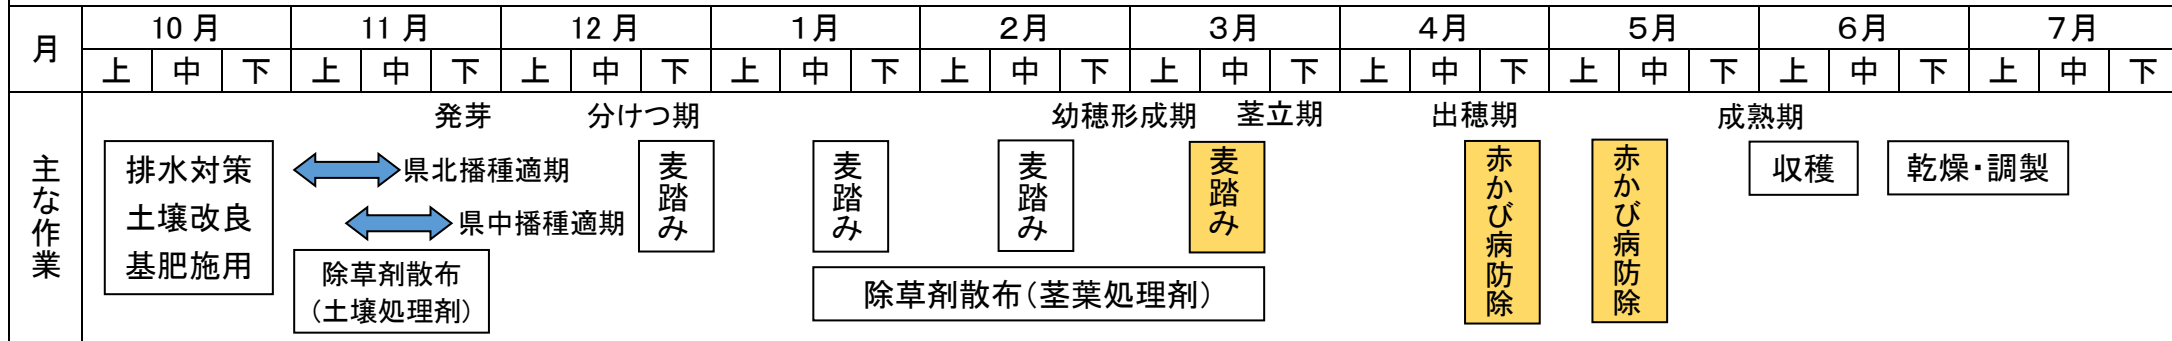 月
10月 11月 12月 1月 2月 3月 4月 5月 6月 7月
上 中 下 上 中 下 上 中 下 上 中 下 上 中 下 上 中 下 上 中 下 上 中 下 上 中 下 上 中 下
主な作業
発芽 分けつ期 幼穂形成期 茎立期 出穂期 成熟期
排水対策
土壌改良
基肥施用
県北播種適期
県中播種適期
除草剤散布
(土壌処理剤)
麦踏み
麦踏み
麦踏み
麦踏み
除草剤散布(茎葉処理剤)
赤かび病防除
赤かび病防除
収穫
乾燥・調製